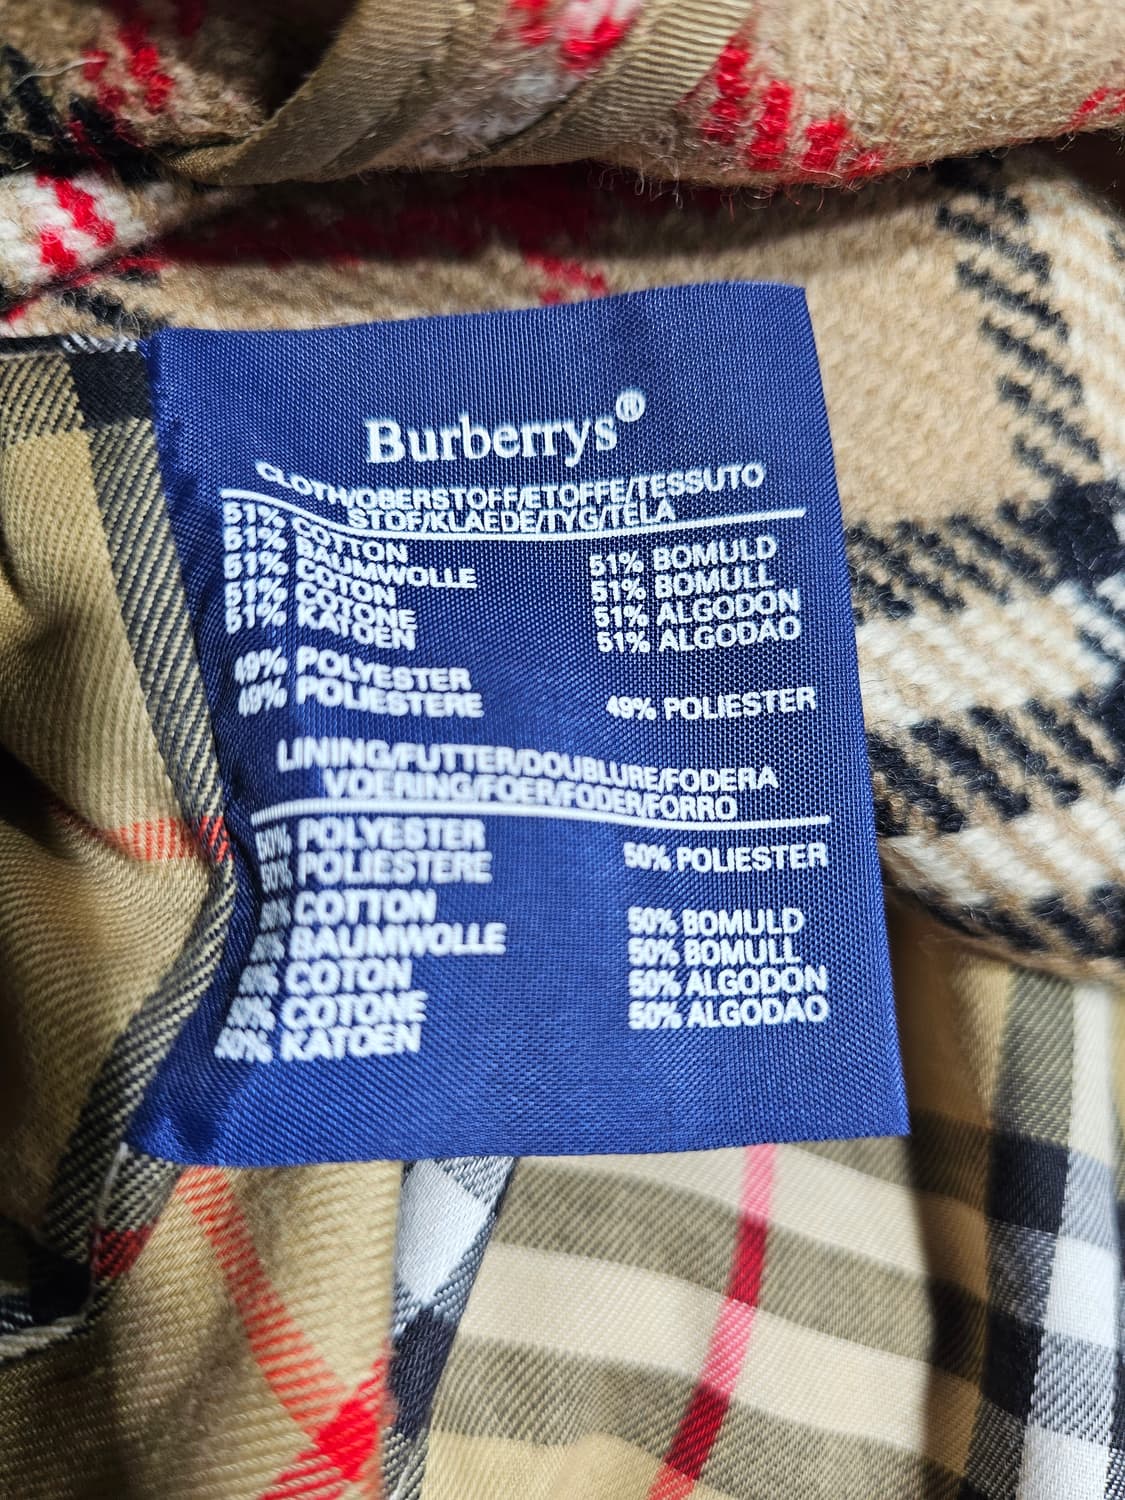 Burberrys®
CLOTH/OBERSTOFF/ETOFFE/TESSUTO
STOF/KLAEDE/TYG/TELA
51% COTTON
51% BAUMWOLLE
51% COTON
51% COTONE
51% KATOEN
51% BOMULD
51% BOMULL
51% ALGODON
51% ALGODAO
49% POLYESTER
49% POLIESTERE
49% POLIESTER
LINING/FUTTER/DOUBLURE/FODERA
VOERING/FOER/FODER/FORRO
POLYESTER
50% POLIESTERE
50% POLIESTER
COTTON
BAUMWOLLE
COTON
COTONE
50% KATOEN
50% BOMULD
50% BOMULL
50% ALGODON
50% ALGODAO